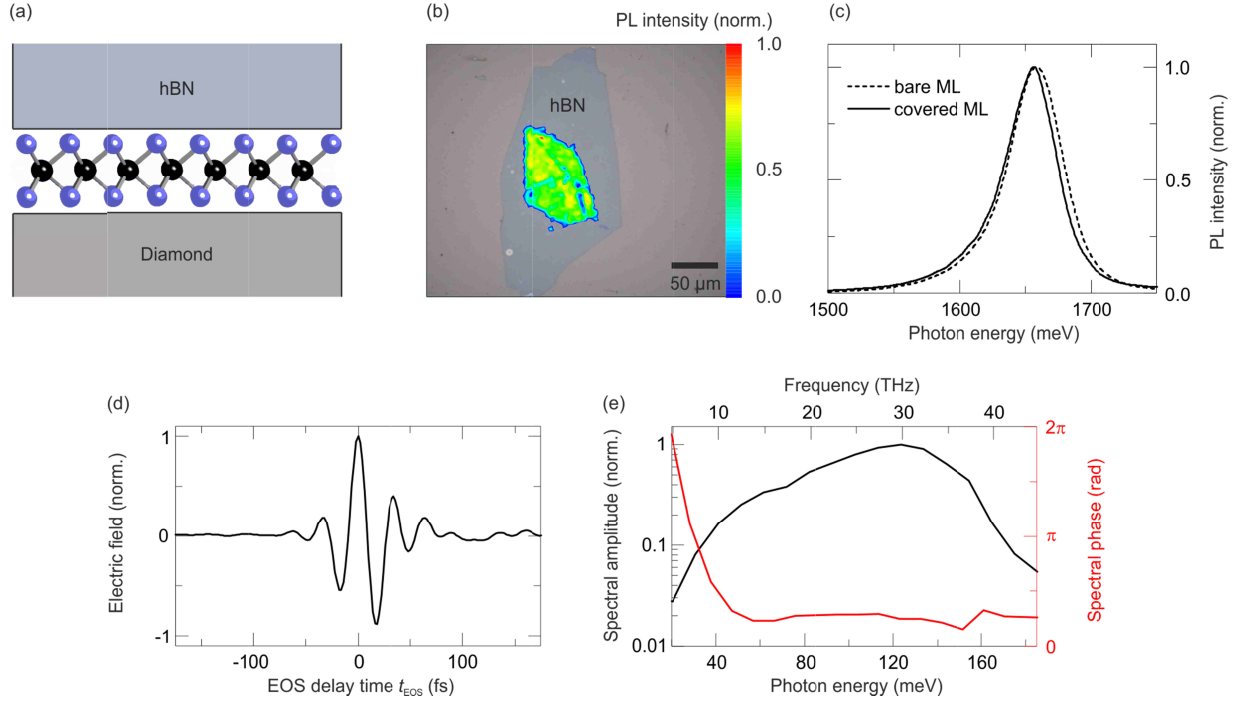 (a)
hBN
Diamond
(b)
PL intensity (norm.)
hBN
50 µm
1.0
0.5
0.0
(c)
bare ML
covered ML
1.0
0.5
0.0
PL intensity (norm.)
1500
1600
1700
Photon energy (meV)
(d)
Electric field (norm.)
1
0
-1
-100
0
100
EOS delay time tEOS (fs)
(e)
Frequency (THz)
10
20
30
40
Spectral amplitude (norm.)
1
0.1
0.01
2π
π
0
Spectral phase (rad)
40
80
120
160
Photon energy (meV)